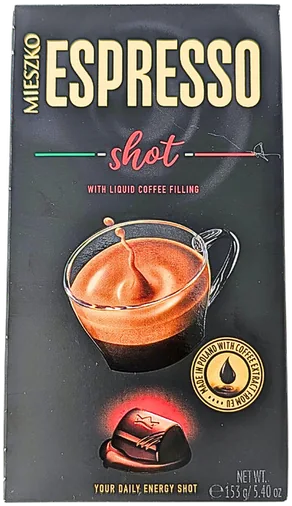 MIESZKO
ESPRESSO
shot
WITH LIQUID COFFEE FILLING
MADE IN POLAND WITH COFFEE EXTRACT FROM EU
YOUR DAILY ENERGY SHOT
NET WT.
℮153 g/5.40 oz